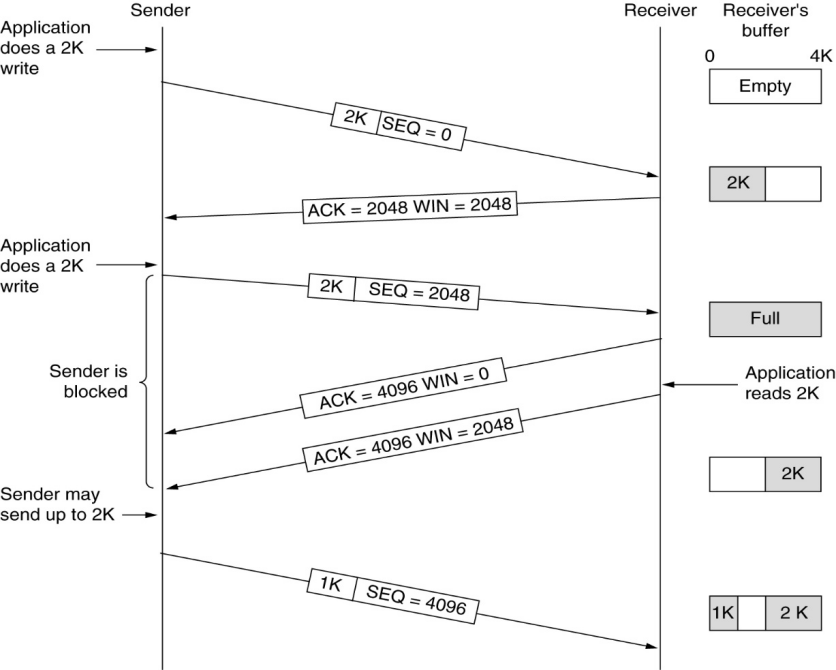 Sender
Receiver
Receiver's
buffer
Application
does a 2K
write
0 4K
Empty
2K SEQ = 0
2K
ACK = 2048 WIN = 2048
Application
does a 2K
write
2K SEQ = 2048
Full
Sender is
blocked
ACK = 4096 WIN = 0
Application
reads 2K
ACK = 4096 WIN = 2048
2K
Sender may
send up to 2K
1K SEQ = 4096
1K 2 K